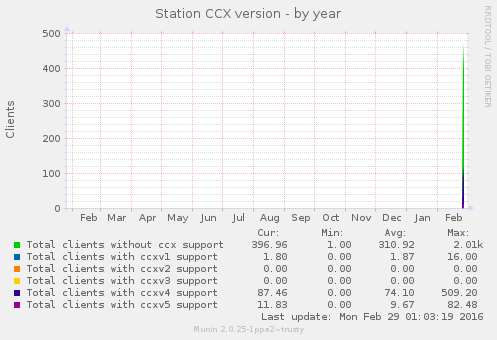 Station CCX version - by year
RRDTOOL / TOBI OETIKER
Clients
500
400
300
200
100
0
Feb Mar Apr May Jun Jul Aug Sep Oct Nov Dec Jan Feb
Cur: Min: Avg: Max:
Total clients without ccx support 396.96 1.00 310.92 2.01k
Total clients with ccxv1 support 1.80 0.00 1.87 16.00
Total clients with ccxv2 support 0.00 0.00 0.00 0.00
Total clients with ccxv3 support 0.00 0.00 0.00 0.00
Total clients with ccxv4 support 87.46 0.00 74.10 509.20
Total clients with ccxv5 support 11.83 0.00 9.67 82.48
Last update: Mon Feb 29 01:03:19 2016
Munin 2.0.25-1ppa2~trusty